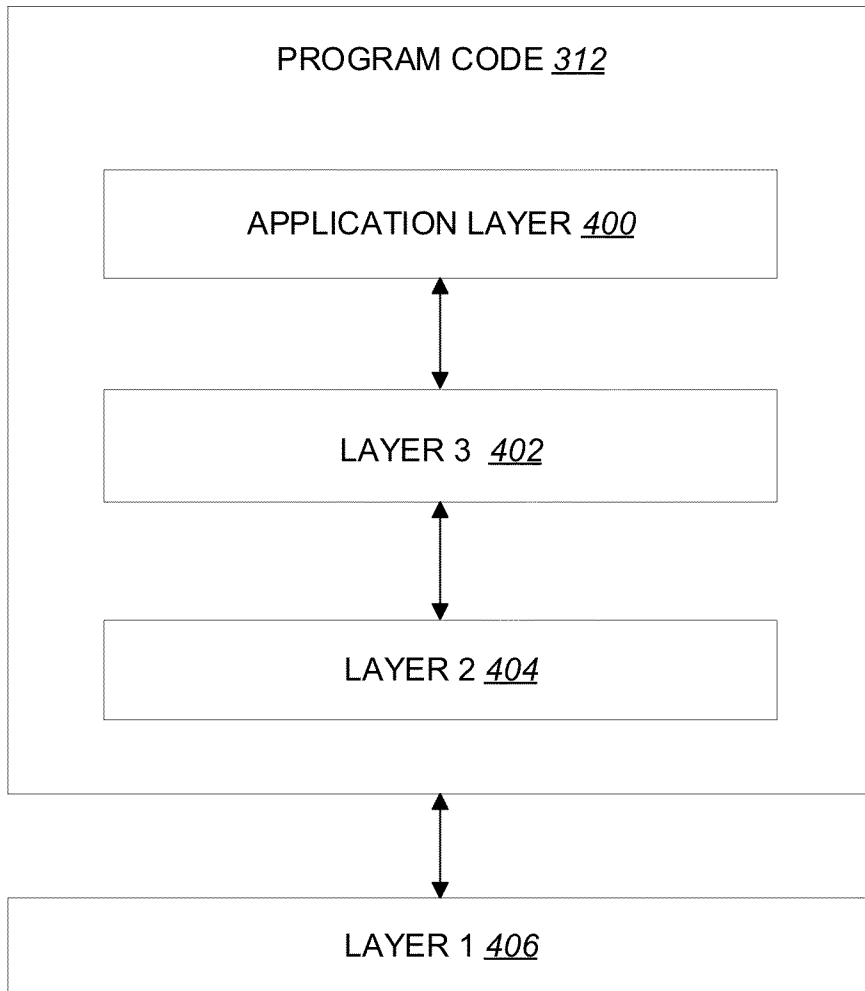 PROGRAM CODE 312
APPLICATION LAYER 400
LAYER 3 402
LAYER 2 404
LAYER 1 406